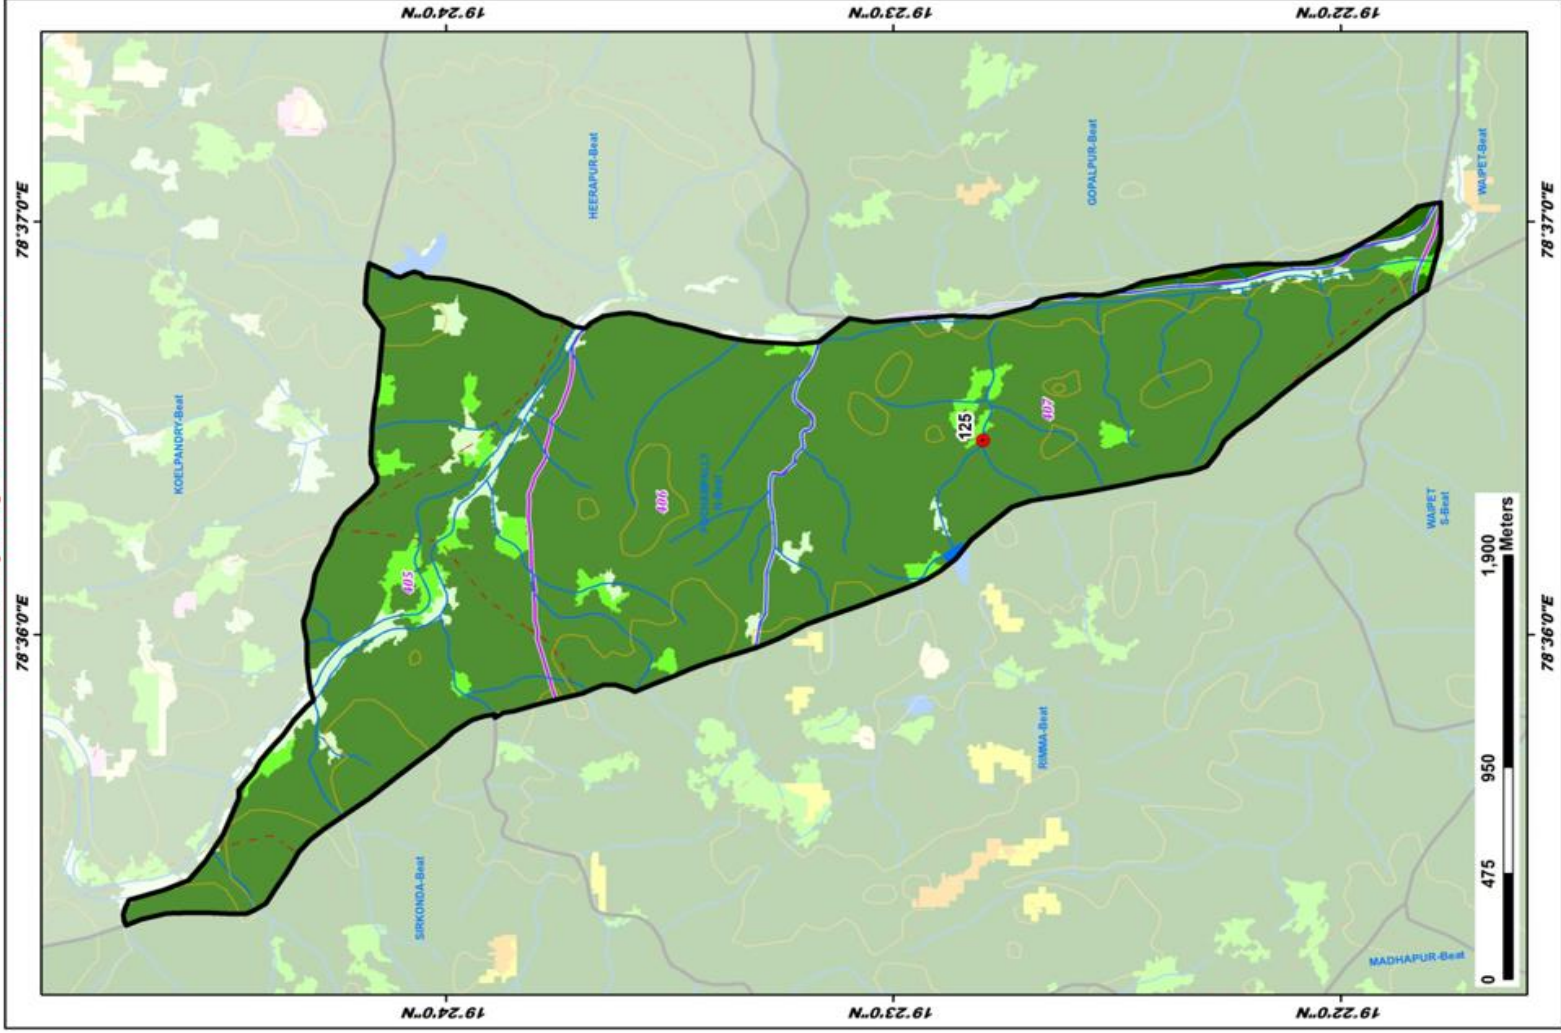 19°24'0"N
19°23'0"N
19°22'0"N
78°37'0"E
78°37'0"E
KOELPANDRY-Beat
HEERAPUR-Beat
GOPALPUR-Beat
WAIPET-Beat
125
407
406
405
N-Beat
WAIPET
S-Beat
78°36'0"E
78°36'0"E
RIMMA-Beat
SIRKONDA-Beat
MADHAPUR-Beat
0 475 950 1,900
Meters
19°24'0"N
19°23'0"N
19°22'0"N